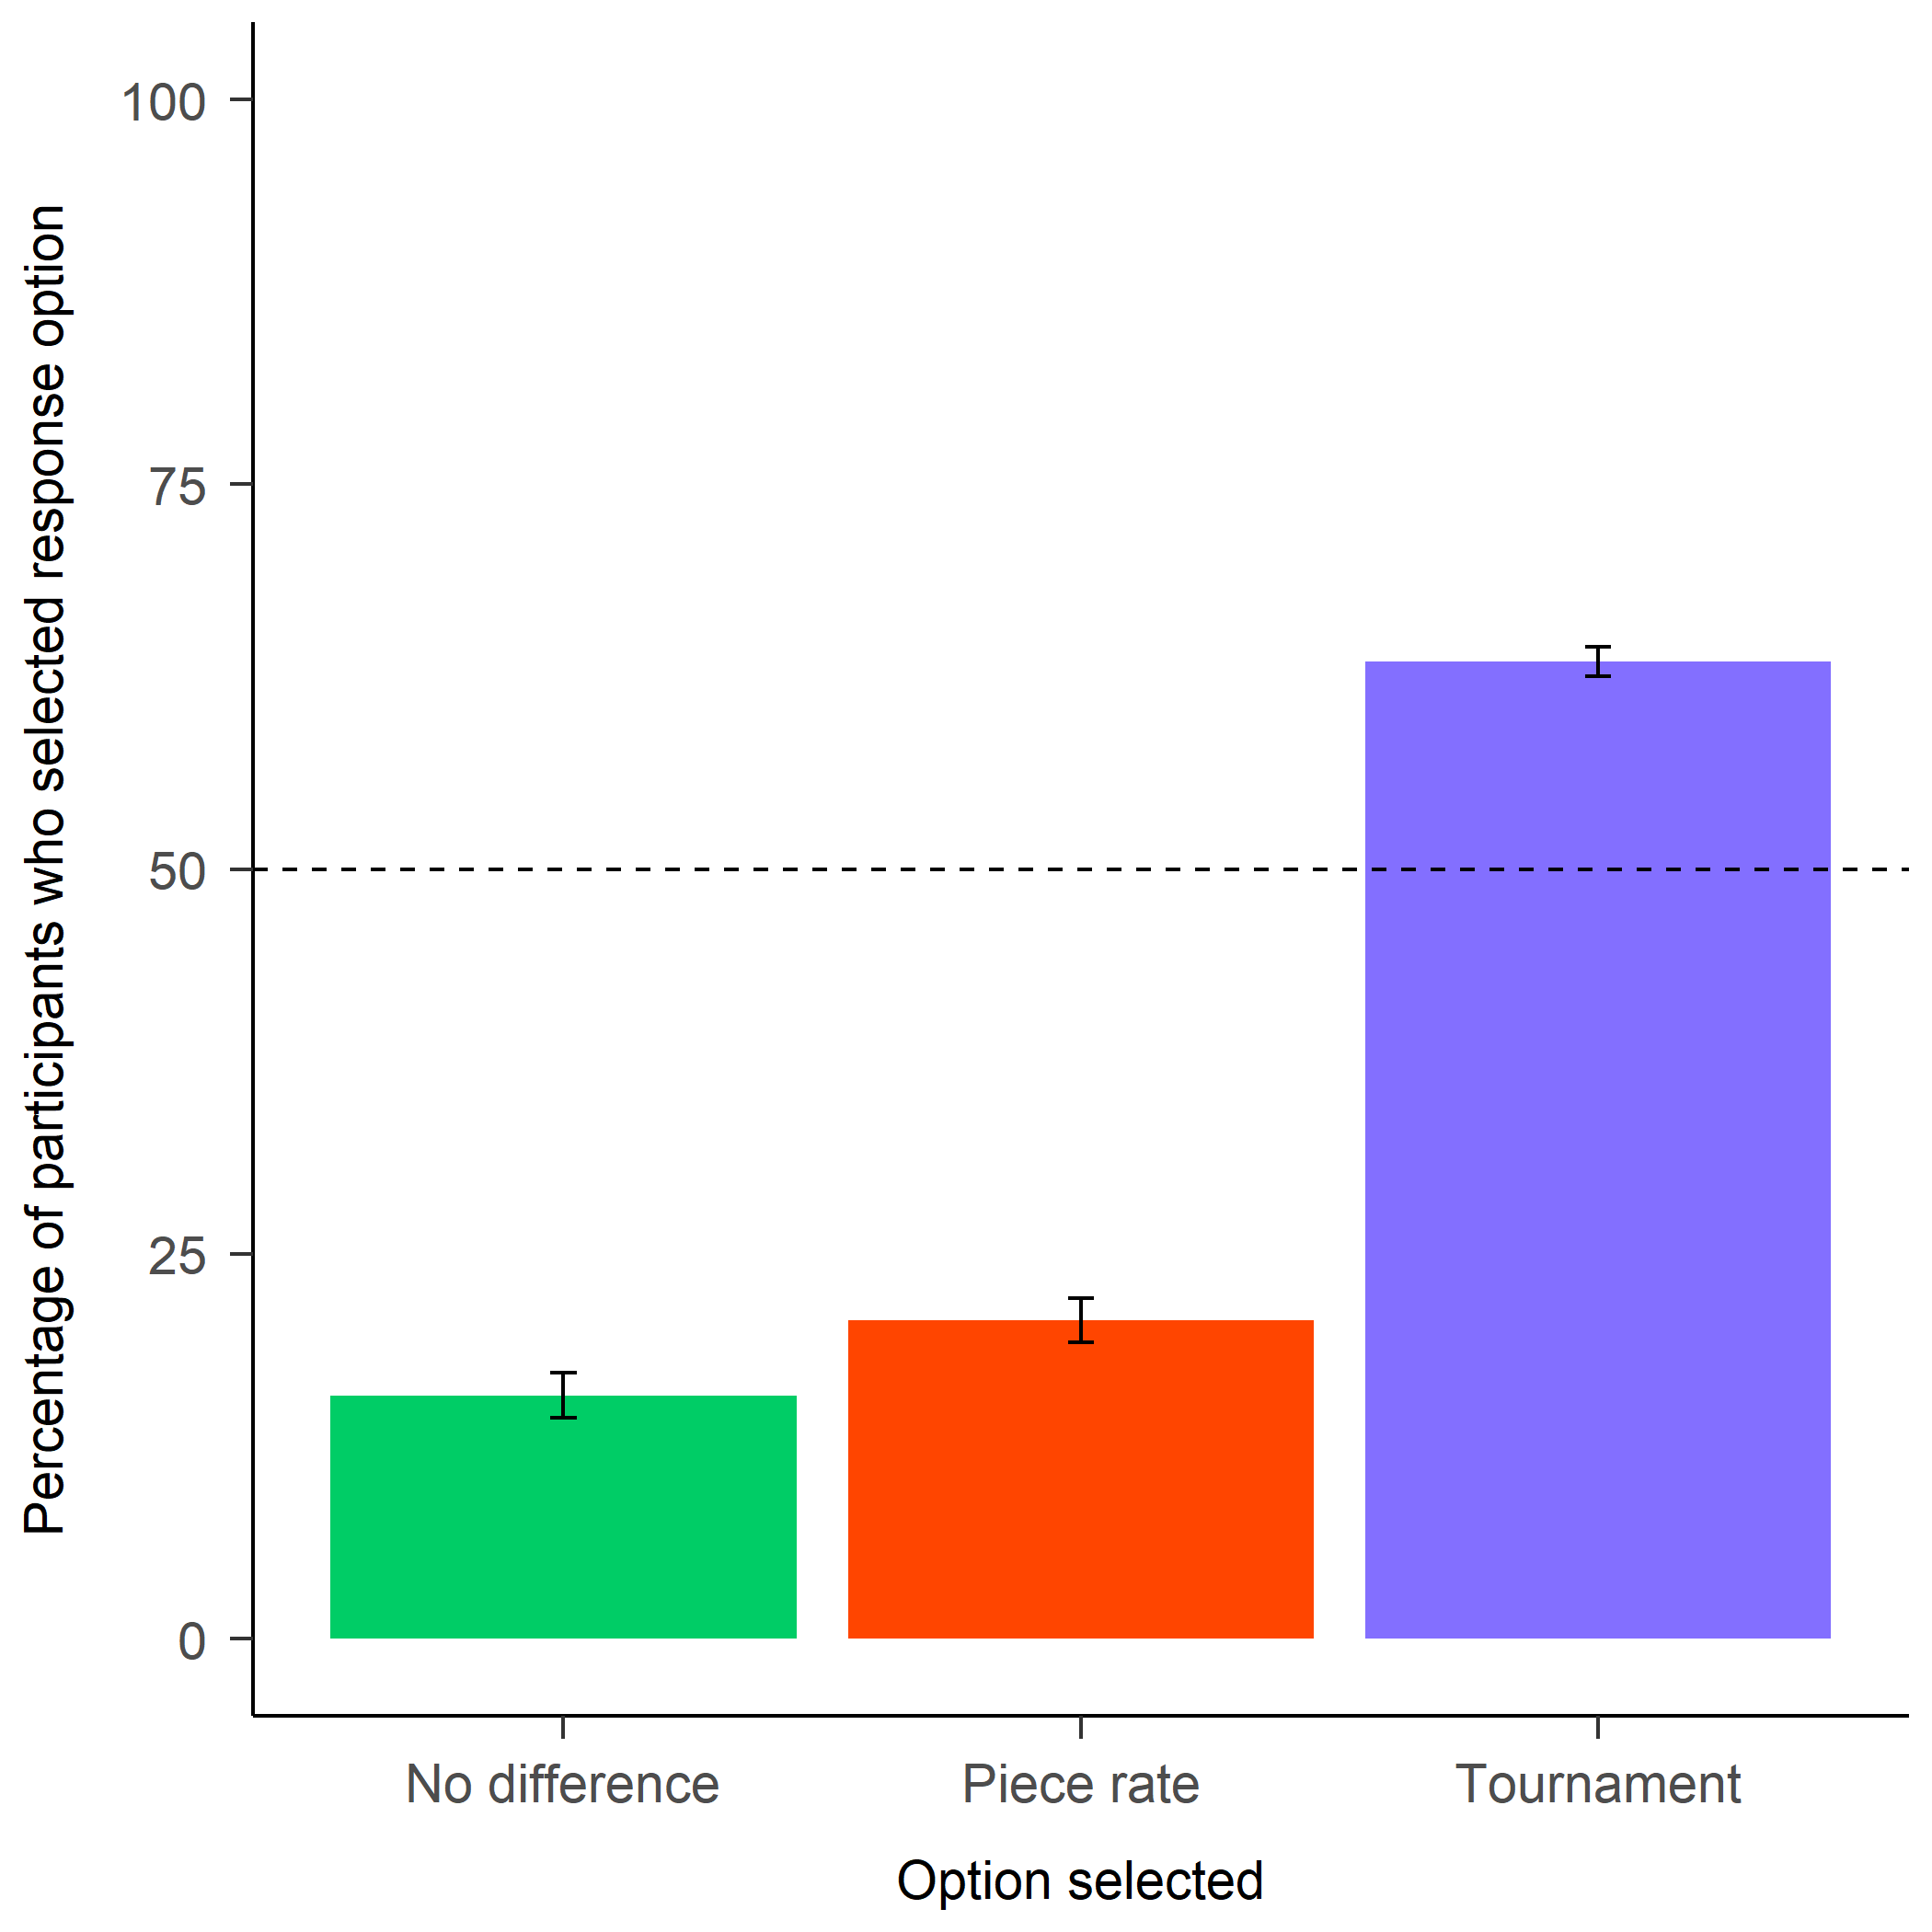 Percentage of participants who selected response option
100
75
50
25
0
No difference
Piece rate
Tournament
Option selected